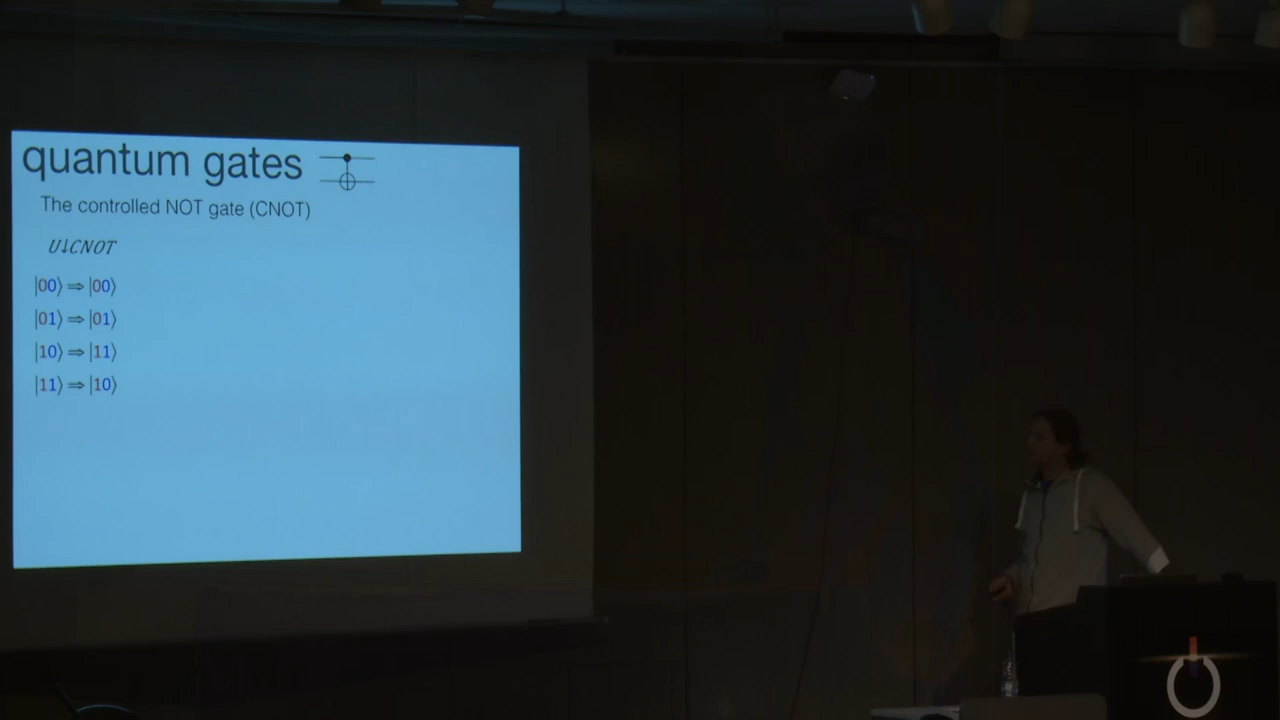 quantum gates
The controlled NOT gate (CNOT)
U↓CNOT
|00⟩ ⇒ |00⟩
|01⟩ ⇒ |01⟩
|10⟩ ⇒ |11⟩
|11⟩ ⇒ |10⟩